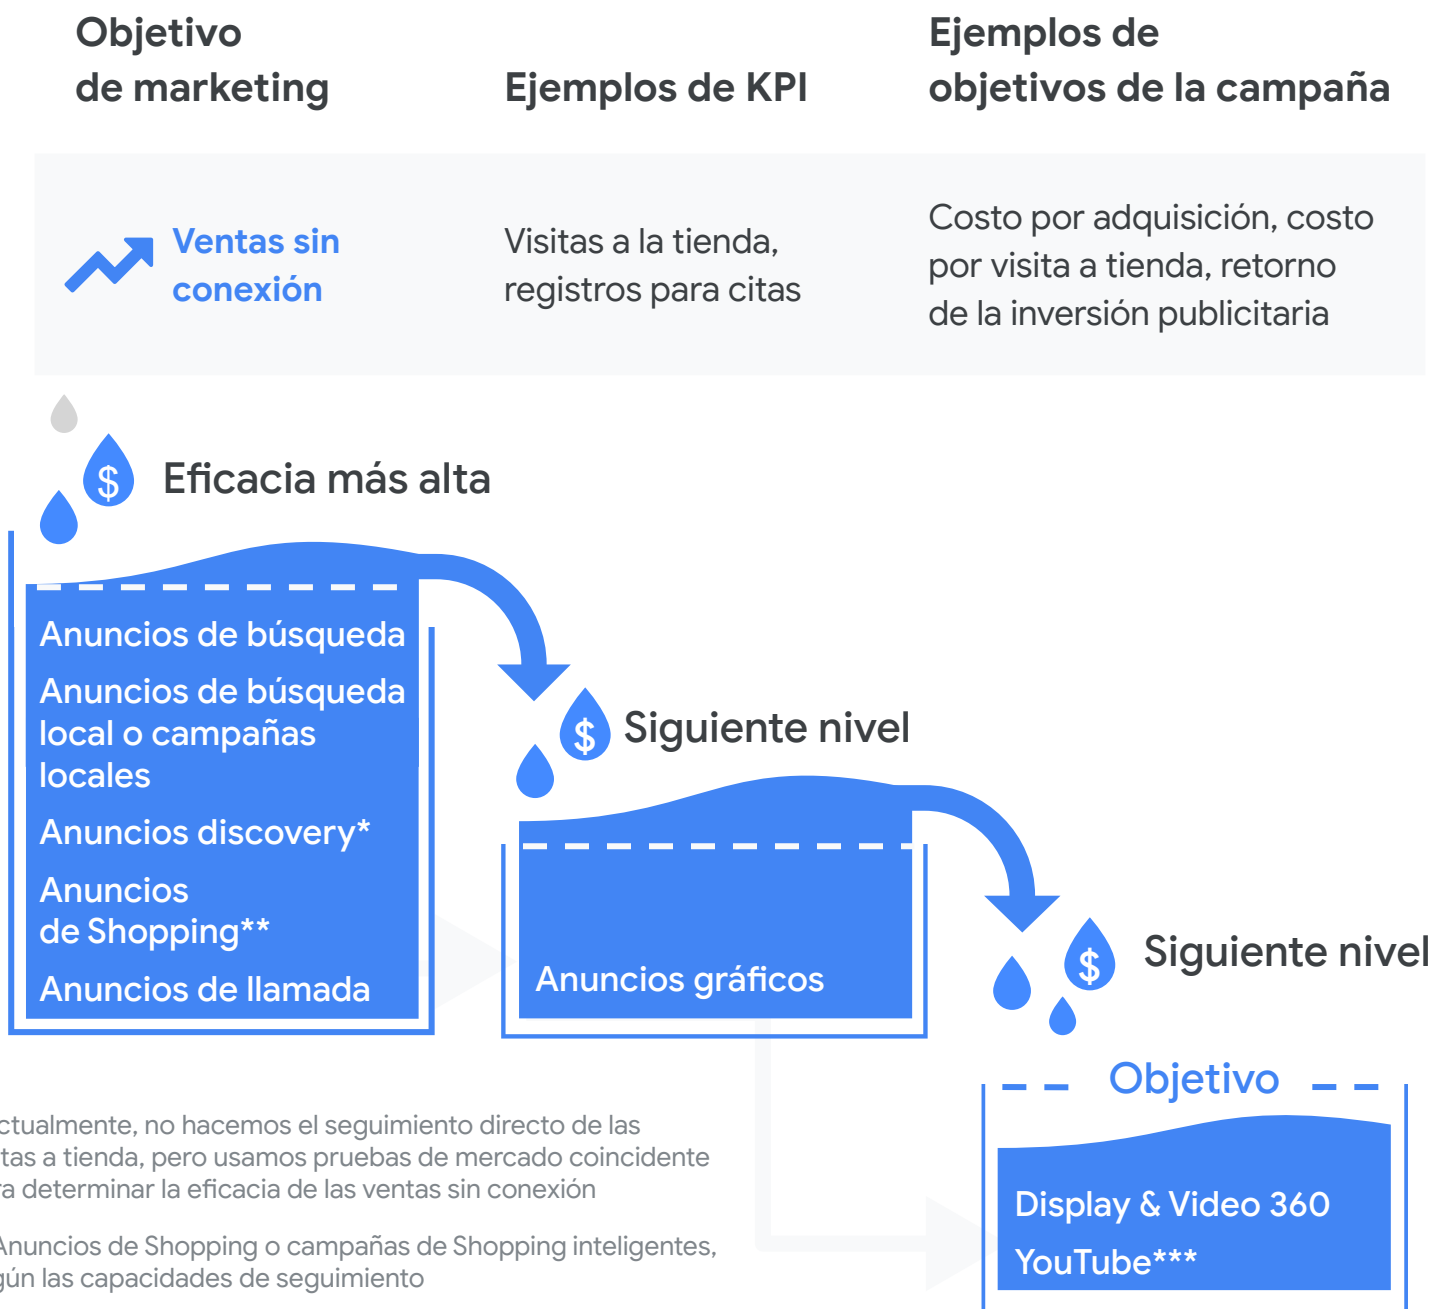 Objetivo
de marketing
Ejemplos de KPI
Ejemplos de
objetivos de la campaña
Ventas sin
conexión
Visitas a la tienda,
registros para citas
Costo por adquisición, costo
por visita a tienda, retorno
de la inversión publicitaria
$
Eficacia más alta
Anuncios de búsqueda
Anuncios de búsqueda
local o campañas
locales
Anuncios discovery*
Anuncios
de Shopping**
Anuncios de llamada
$
Siguiente nivel
Anuncios gráficos
$
Siguiente nivel
Objetivo
Display & Video 360
YouTube***
ctualmente, no hacemos el seguimiento directo de las
tas a tienda, pero usamos pruebas de mercado coincidente
ra determinar la eficacia de las ventas sin conexión
Anuncios de Shopping o campañas de Shopping inteligentes,
gún las capacidades de seguimiento